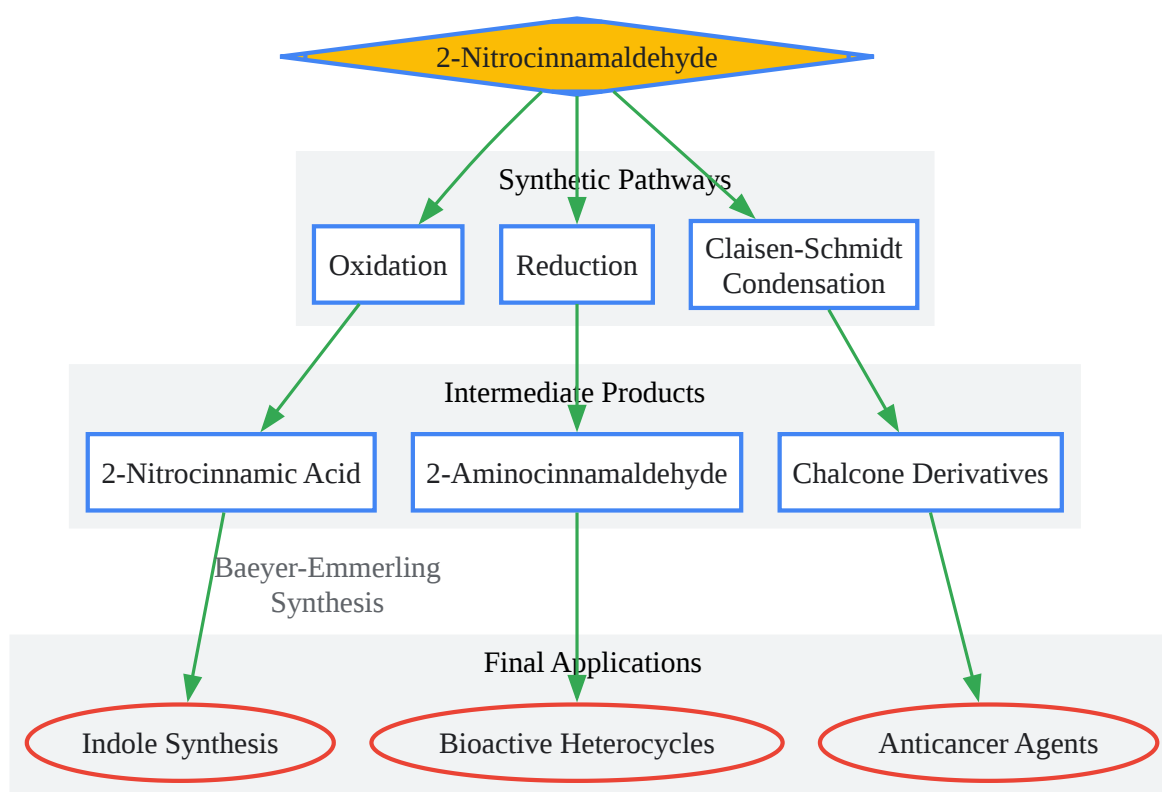 2-Nitrocinnamaldehyde
Synthetic Pathways
Oxidation
Reduction
Claisen-Schmidt
Condensation
Intermediate Products
2-Nitrocinnamic Acid
2-Aminocinnamaldehyde
Chalcone Derivatives
Baeyer-Emmerling
Synthesis
Final Applications
Indole Synthesis
Bioactive Heterocycles
Anticancer Agents